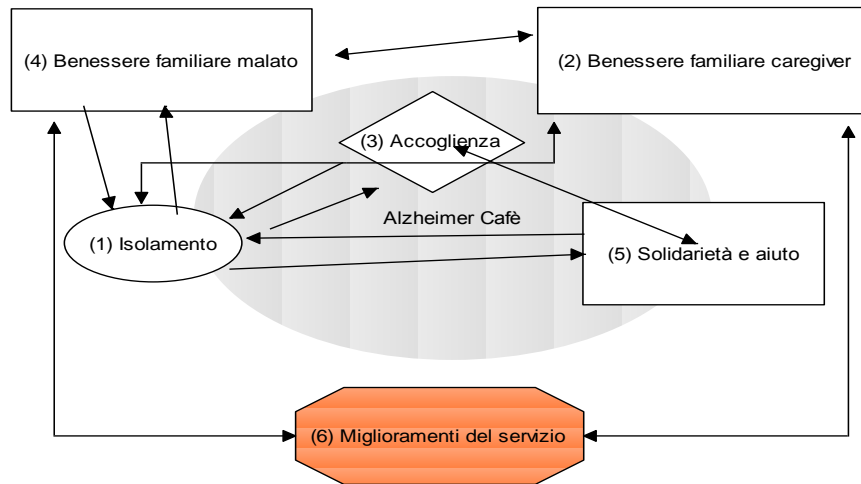 (4) Benessere familiare malato
(2) Benessere familiare caregiver
(3) Accoglienza
Alzheimer Cafè
(1) Isolamento
(5) Solidarietà e aiuto
(6) Miglioramenti del servizio